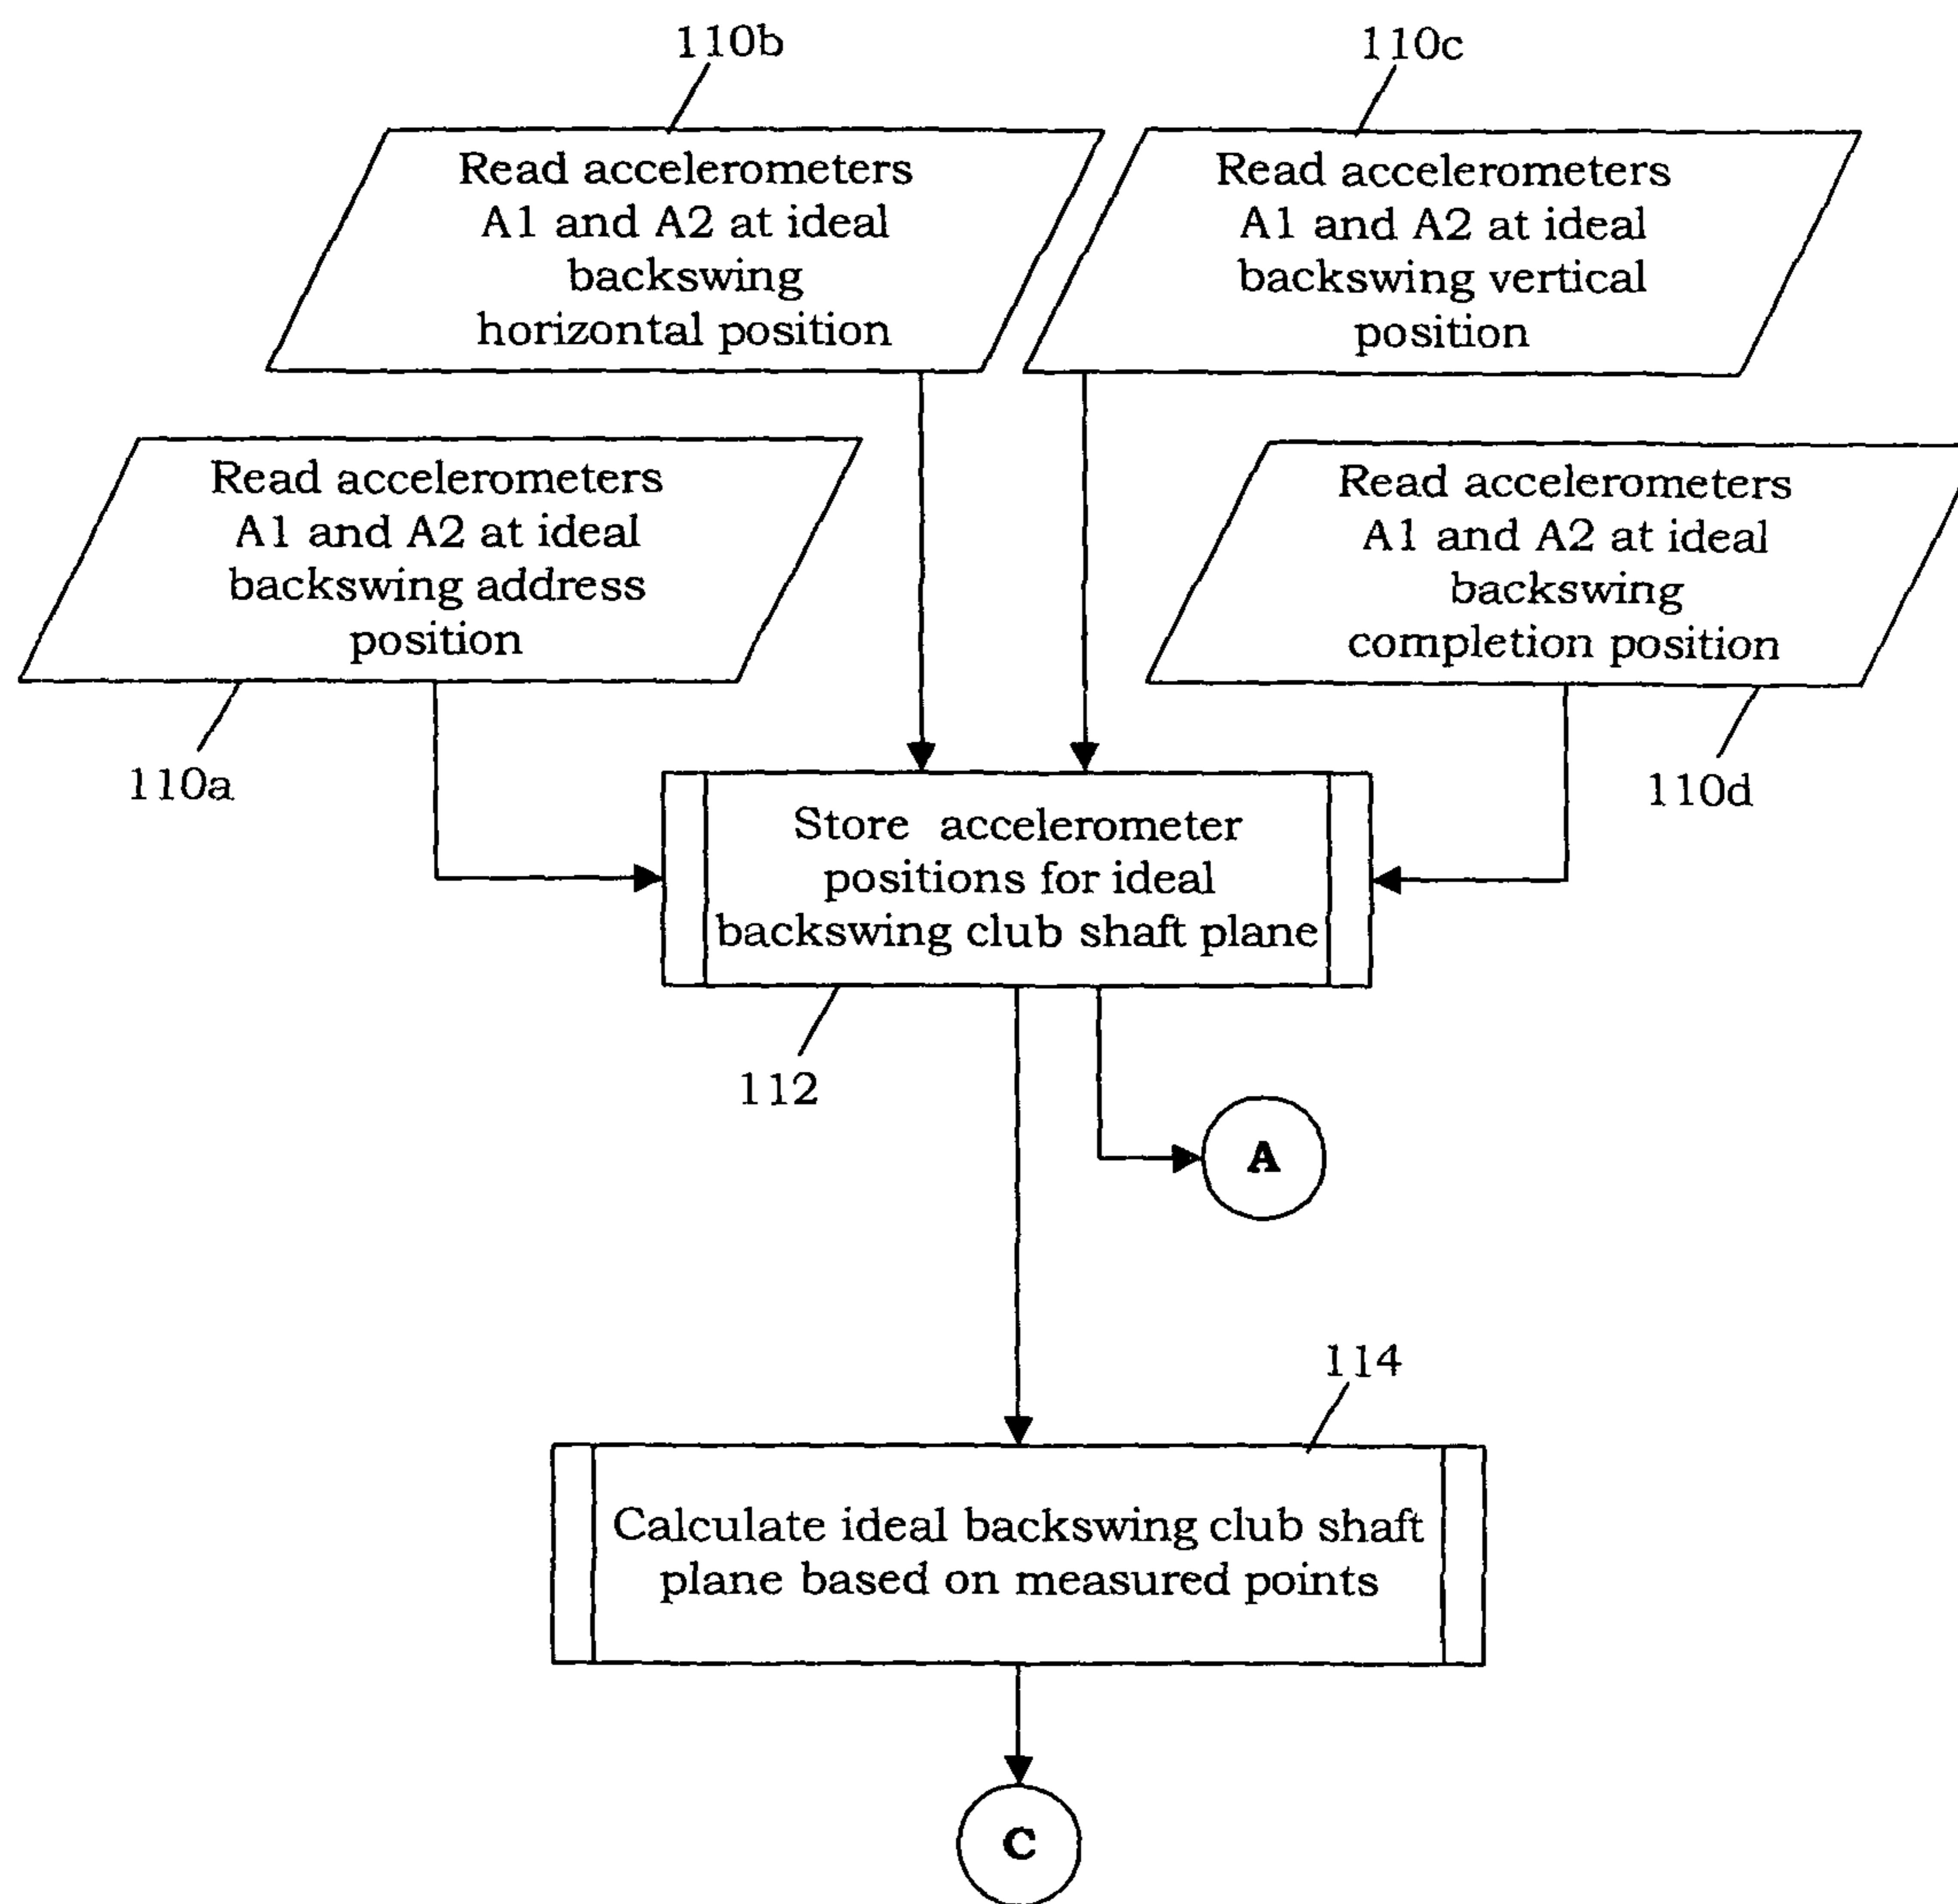 110b
110c
Read accelerometers
A1 and A2 at ideal
backswing
horizontal position
Read accelerometers
A1 and A2 at ideal
backswing vertical
position
Read accelerometers
A1 and A2 at ideal
backswing address
position
Read accelerometers
A1 and A2 at ideal
backswing
completion position
110a
110d
Store accelerometer
positions for ideal
backswing club shaft plane
112
A
114
Calculate ideal backswing club shaft
plane based on measured points
C